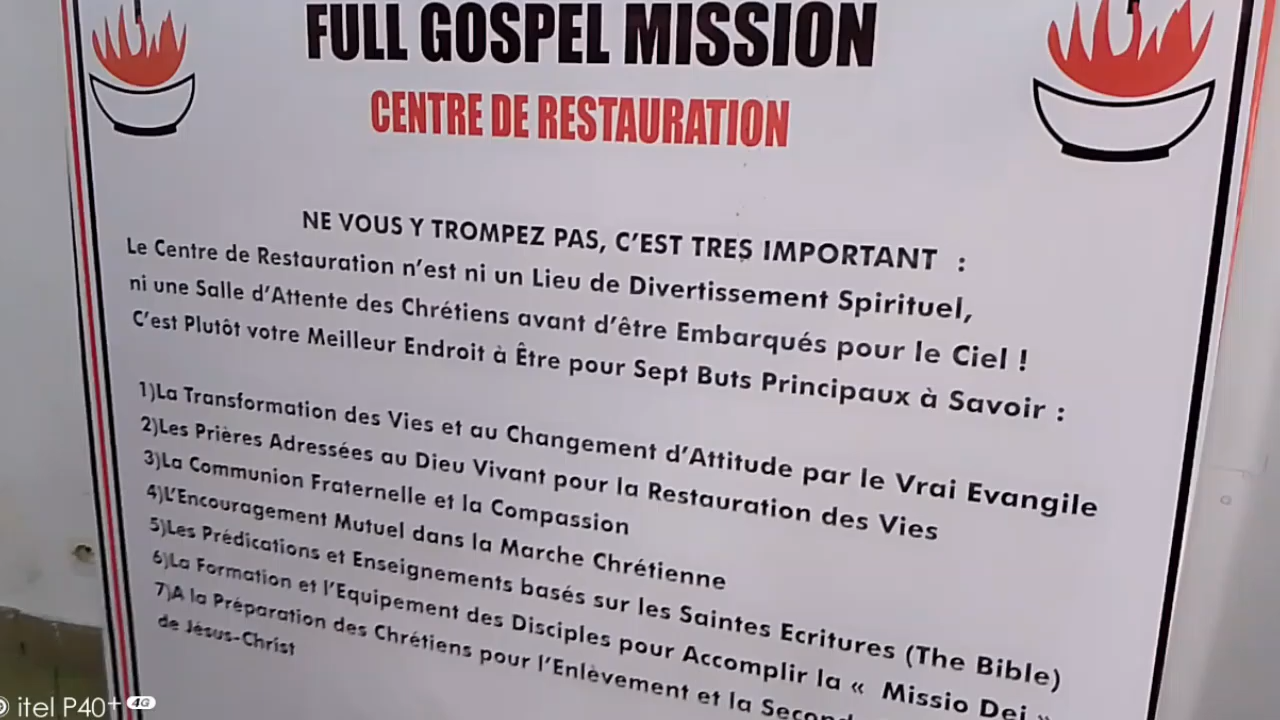 FULL GOSPEL MISSION
CENTRE DE RESTAURATION
NE VOUS Y TROMPEZ PAS, C'EST TRES IMPORTANT :
Le Centre de Restauration n'est ni un Lieu de Divertissement Spirituel,
ni une Salle d'Attente des Chrétiens avant d'être Embarqués pour le Ciel !
C'est Plutôt votre Meilleur Endroit à Être pour Sept Buts Principaux à Savoir :
1)La Transformation des Vies et au Changement d'Attitude par le Vrai Evangile
2)Les Prières Adressées au Dieu Vivant pour la Restauration des Vies
3)La Communion Fraternelle et la Compassion
4)L'Encouragement Mutuel dans la Marche Chrétienne
5)Les Prédications et Enseignements basés sur les Saintes Ecritures (The Bible)
6)La Formation et l'Equipement des Disciples pour Accomplir la « Missio Dei »
7)A la Préparation des Chrétiens pour l'Enlèvement et la
de Jésus-Christ
itel P40+ 4G